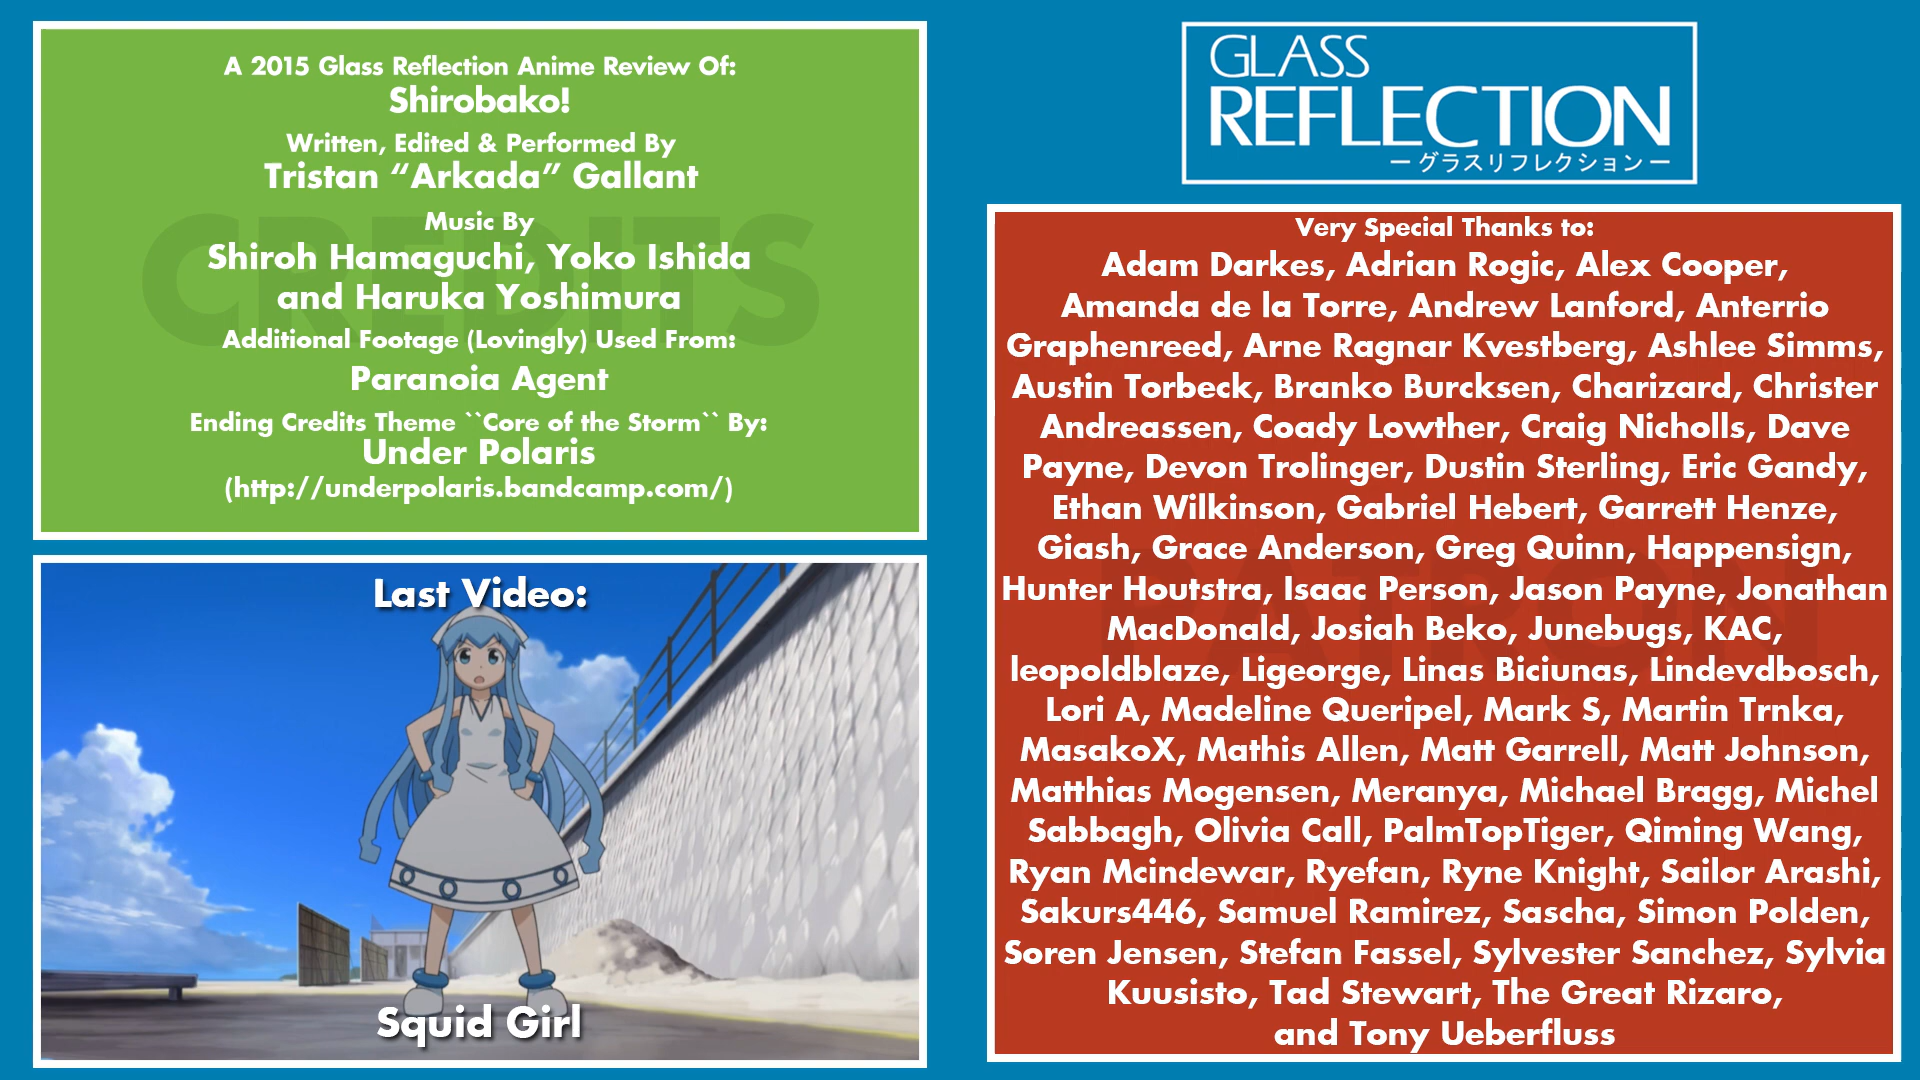 A 2015 Glass Reflection Anime Review Of:
Shirobako!
Written, Edited & Performed By
Tristan “Arkada” Gallant
CREDITS
Music By
Shiroh Hamaguchi, Yoko Ishida
and Haruka Yoshimura
Additional Footage (Lovingly) Used From:
Paranoia Agent
Ending Credits Theme ``Core of the Storm`` By:
Under Polaris
(http://underpolaris.bandcamp.com/)
Last Video:
Squid Girl
GLASS
REFLECTION
ー グラスリフレクション ー
Very Special Thanks to:
Adam Darkes, Adrian Rogic, Alex Cooper,
Amanda de la Torre, Andrew Lanford, Anterrio
Graphenreed, Arne Ragnar Kvestberg, Ashlee Simms,
Austin Torbeck, Branko Burcksen, Charizard, Christer
Andreassen, Coady Lowther, Craig Nicholls, Dave
Payne, Devon Trolinger, Dustin Sterling, Eric Gandy,
Ethan Wilkinson, Gabriel Hebert, Garrett Henze,
Giash, Grace Anderson, Greg Quinn, Happensign,
Hunter Houtstra, Isaac Person, Jason Payne, Jonathan
PATRON
MacDonald, Josiah Beko, Junebugs, KAC,
leopoldblaze, Ligeorge, Linas Biciunas, Lindevdbosch,
Lori A, Madeline Queripel, Mark S, Martin Trnka,
MasakoX, Mathis Allen, Matt Garrell, Matt Johnson,
Matthias Mogensen, Meranya, Michael Bragg, Michel
Sabbagh, Olivia Call, PalmTopTiger, Qiming Wang,
Ryan Mcindewar, Ryefan, Ryne Knight, Sailor Arashi,
Sakurs446, Samuel Ramirez, Sascha, Simon Polden,
Soren Jensen, Stefan Fassel, Sylvester Sanchez, Sylvia
Kuusisto, Tad Stewart, The Great Rizaro,
and Tony Ueberfluss